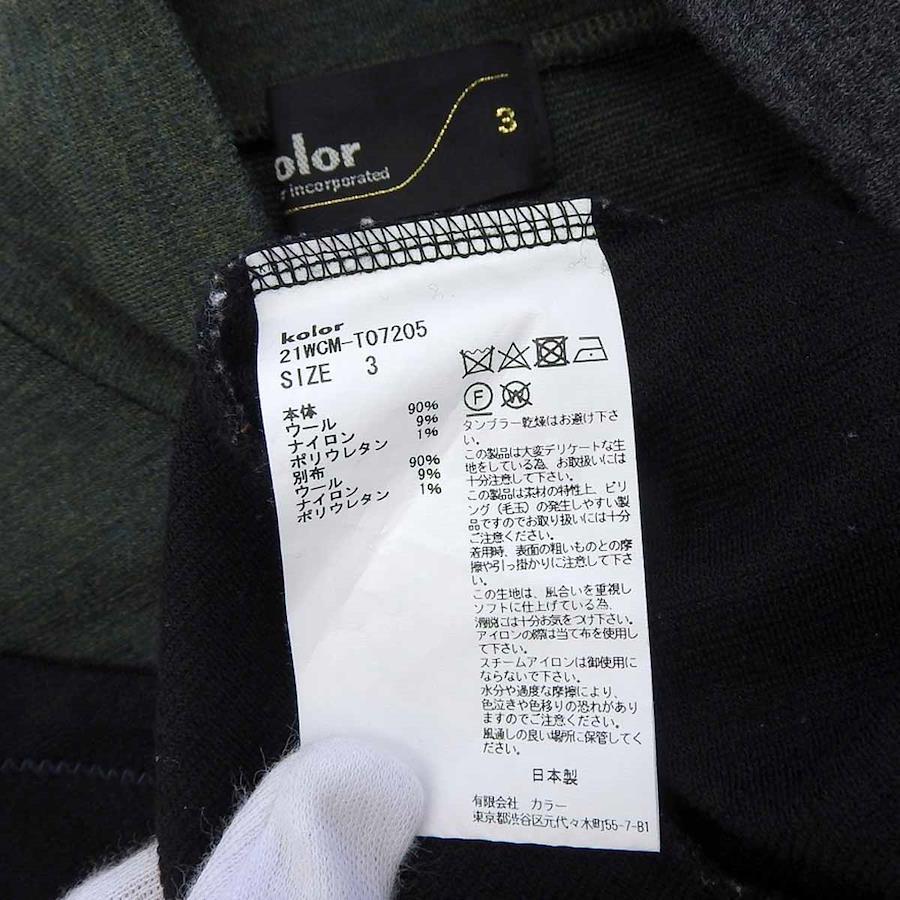 olor
incorporated
3
kolor
21WCM-T07205
SIZE 3
本体
ウール 90%
ナイロン 9%
ポリウレタン 1%
別布
ウール 90%
ナイロン 9%
ポリウレタン 1%
F
W
タンブラー乾燥はお避け下さ
い。
この製品は大変デリケートな生
地をしている為、お取扱いには
十分注意して下さい。
この製品は素材の特性上、ピリ
ング(毛玉)の発生しやすい製
品ですのでお取り扱いには十分
ご注意ください。
着用時、表面の粗いものとの摩
擦や引っ掛かりに注意して下さ
い。
この生地は、風合いを重視し
ソフトに仕上げている為、
滑脱には十分お気をつけ下さい。
アイロンの際は当て布を使用し
て下さい。
スチームアイロンは御使用に
ならないで下さい。
水分や過度な摩擦により、
色泣きや色移りの恐れがあり
ますのでご注意ください。
風通しの良い場所に保管してく
ださい。
日本製
有限会社 カラー
東京都渋谷区元代々木町55-7-B1